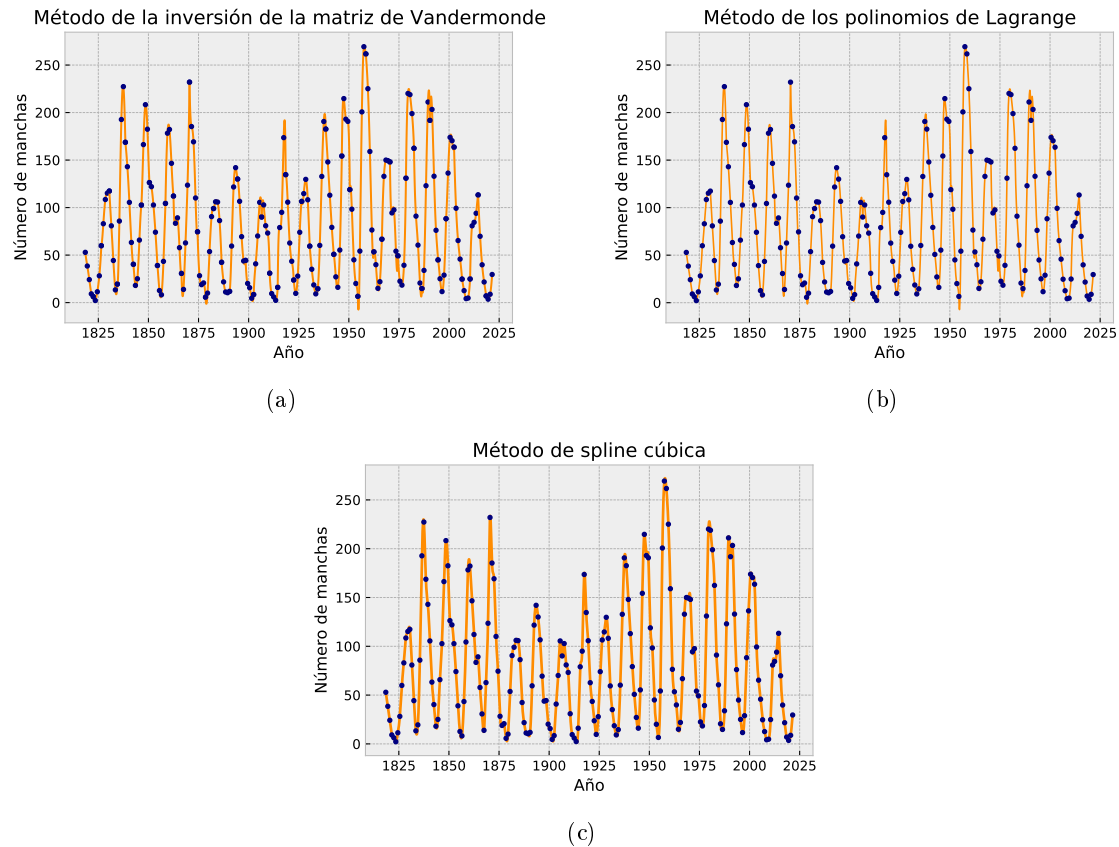 Método de la inversión de la matriz de Vandermonde
Número de manchas
250
200
150
100
50
0
1825 1850 1875 1900 1925 1950 1975 2000 2025
Año
(a)
Método de los polinomios de Lagrange
Número de manchas
250
200
150
100
50
0
1825 1850 1875 1900 1925 1950 1975 2000 2025
Año
(b)
Método de spline cúbica
Número de manchas
250
200
150
100
50
0
1825 1850 1875 1900 1925 1950 1975 2000 2025
Año
(c)